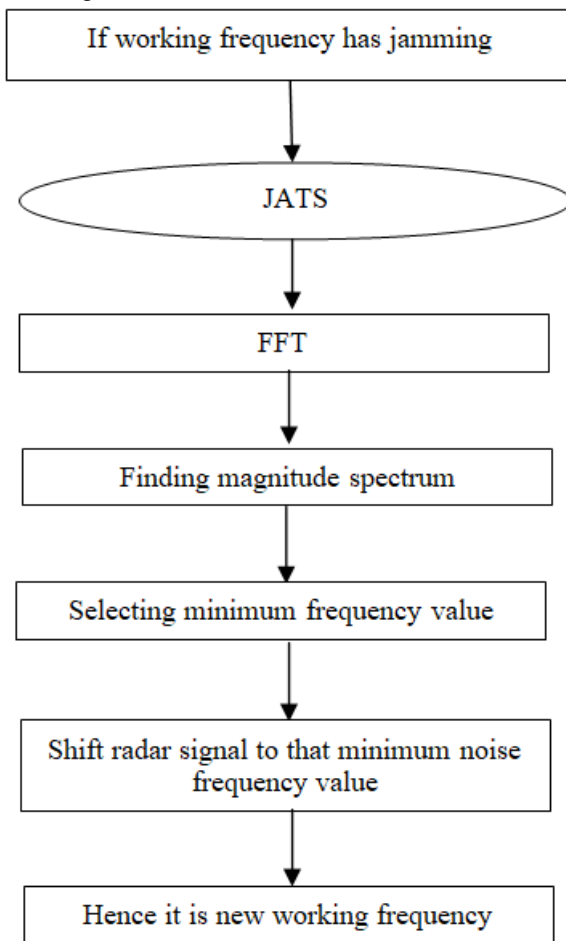 If working frequency has jamming
JATS
FFT
Finding magnitude spectrum
Selecting minimum frequency value
Shift radar signal to that minimum noise
frequency value
Hence it is new working frequency